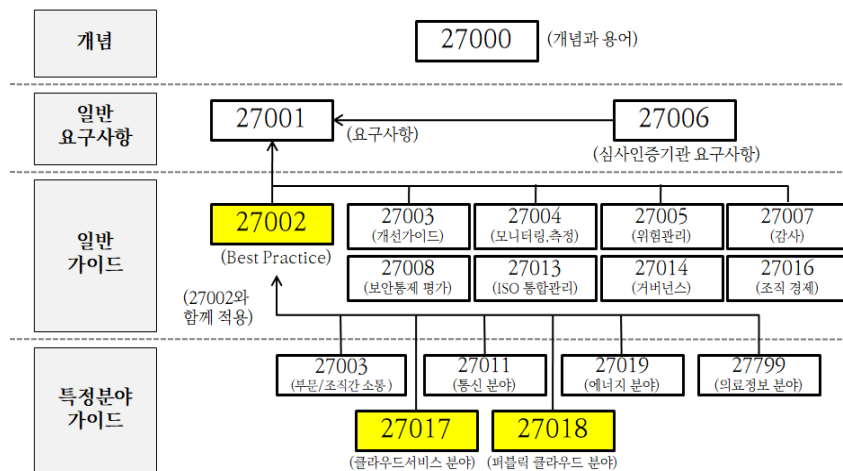 개념
27000
(개념과 용어)
일반
요구사항
27001
(요구사항)
27006
(심사인증기관 요구사항)
일반
가이드
27002
(Best Practice)
27003
(개선가이드)
27004
(모니터링,측정)
27005
(위험관리)
27007
(감사)
27008
(보안통제 평가)
27013
(ISO 통합관리)
27014
(거버넌스)
27016
(조직 경제)
(27002와
함께 적용)
특정분야
가이드
27003
(부문/조직간 소통)
27011
(통신 분야)
27019
(에너지 분야)
27799
(의료정보 분야)
27017
(클라우드서비스 분야)
27018
(퍼블릭 클라우드 분야)